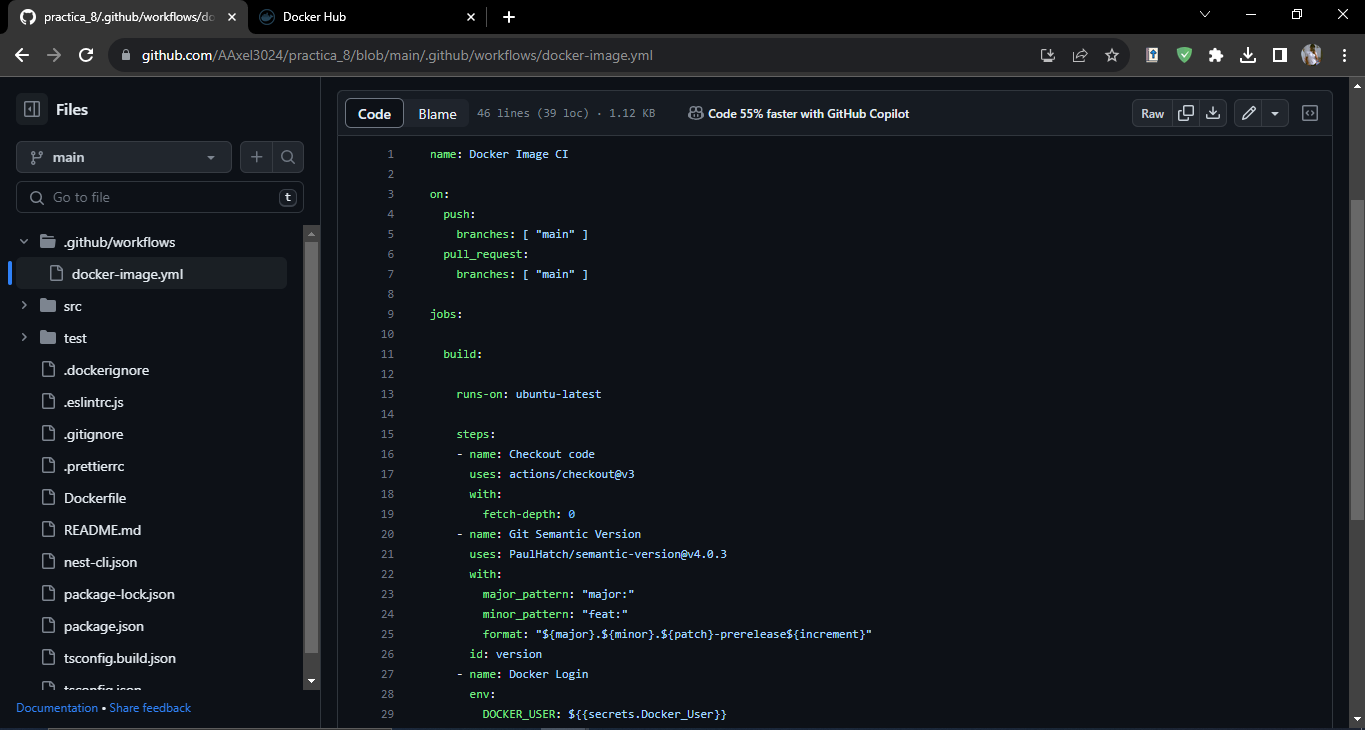 practica_8/.github/workflows/do
Docker Hub
github.com/AAxel3024/practica_8/blob/main/.github/workflows/docker-image.yml
Files
main
Go to file
t
.github/workflows
docker-image.yml
src
test
.dockerignore
.eslintrc.js
.gitignore
.prettierrc
Dockerfile
README.md
nest-cli.json
package-lock.json
package.json
tsconfig.build.json
tsconfig.json
Documentation • Share feedback
Code
Blame
46 lines (39 loc) · 1.12 KB
Code 55% faster with GitHub Copilot
Raw
1 name: Docker Image CI
2
3 on:
4 push:
5 branches: [ "main" ]
6 pull_request:
7 branches: [ "main" ]
8
9 jobs:
10
11 build:
12
13 runs-on: ubuntu-latest
14
15 steps:
16 - name: Checkout code
17 uses: actions/checkout@v3
18 with:
19 fetch-depth: 0
20 - name: Git Semantic Version
21 uses: PaulHatch/semantic-version@v4.0.3
22 with:
23 major_pattern: "major:"
24 minor_pattern: "feat:"
25 format: "${major}.${minor}.${patch}-prerelease${increment}"
26 id: version
27 - name: Docker Login
28 env:
29 DOCKER_USER: ${{secrets.Docker_User}}